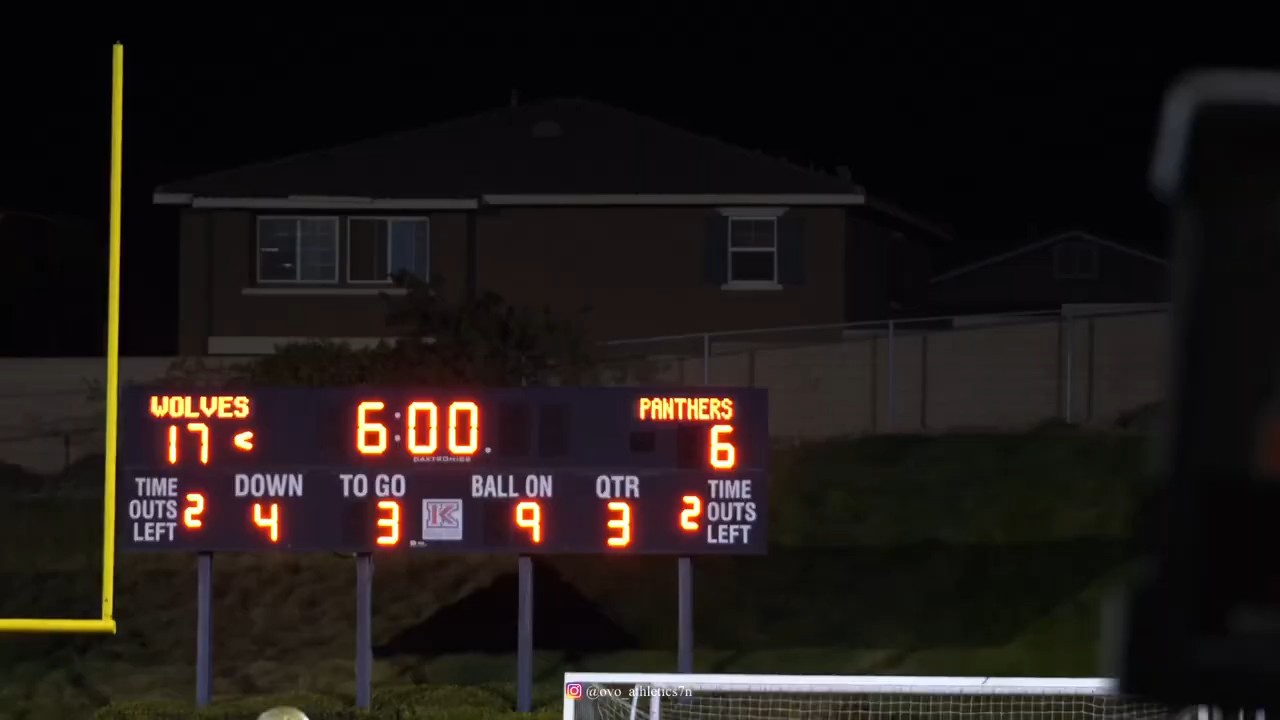 WOLVES 6:00 PANTHERS
17 < 6
DAKTRONICS
TIME OUTS LEFT 2
DOWN 4
TO GO 3
K
BALL ON 9
QTR 3
2 TIME OUTS LEFT
@ovo_athletics7n